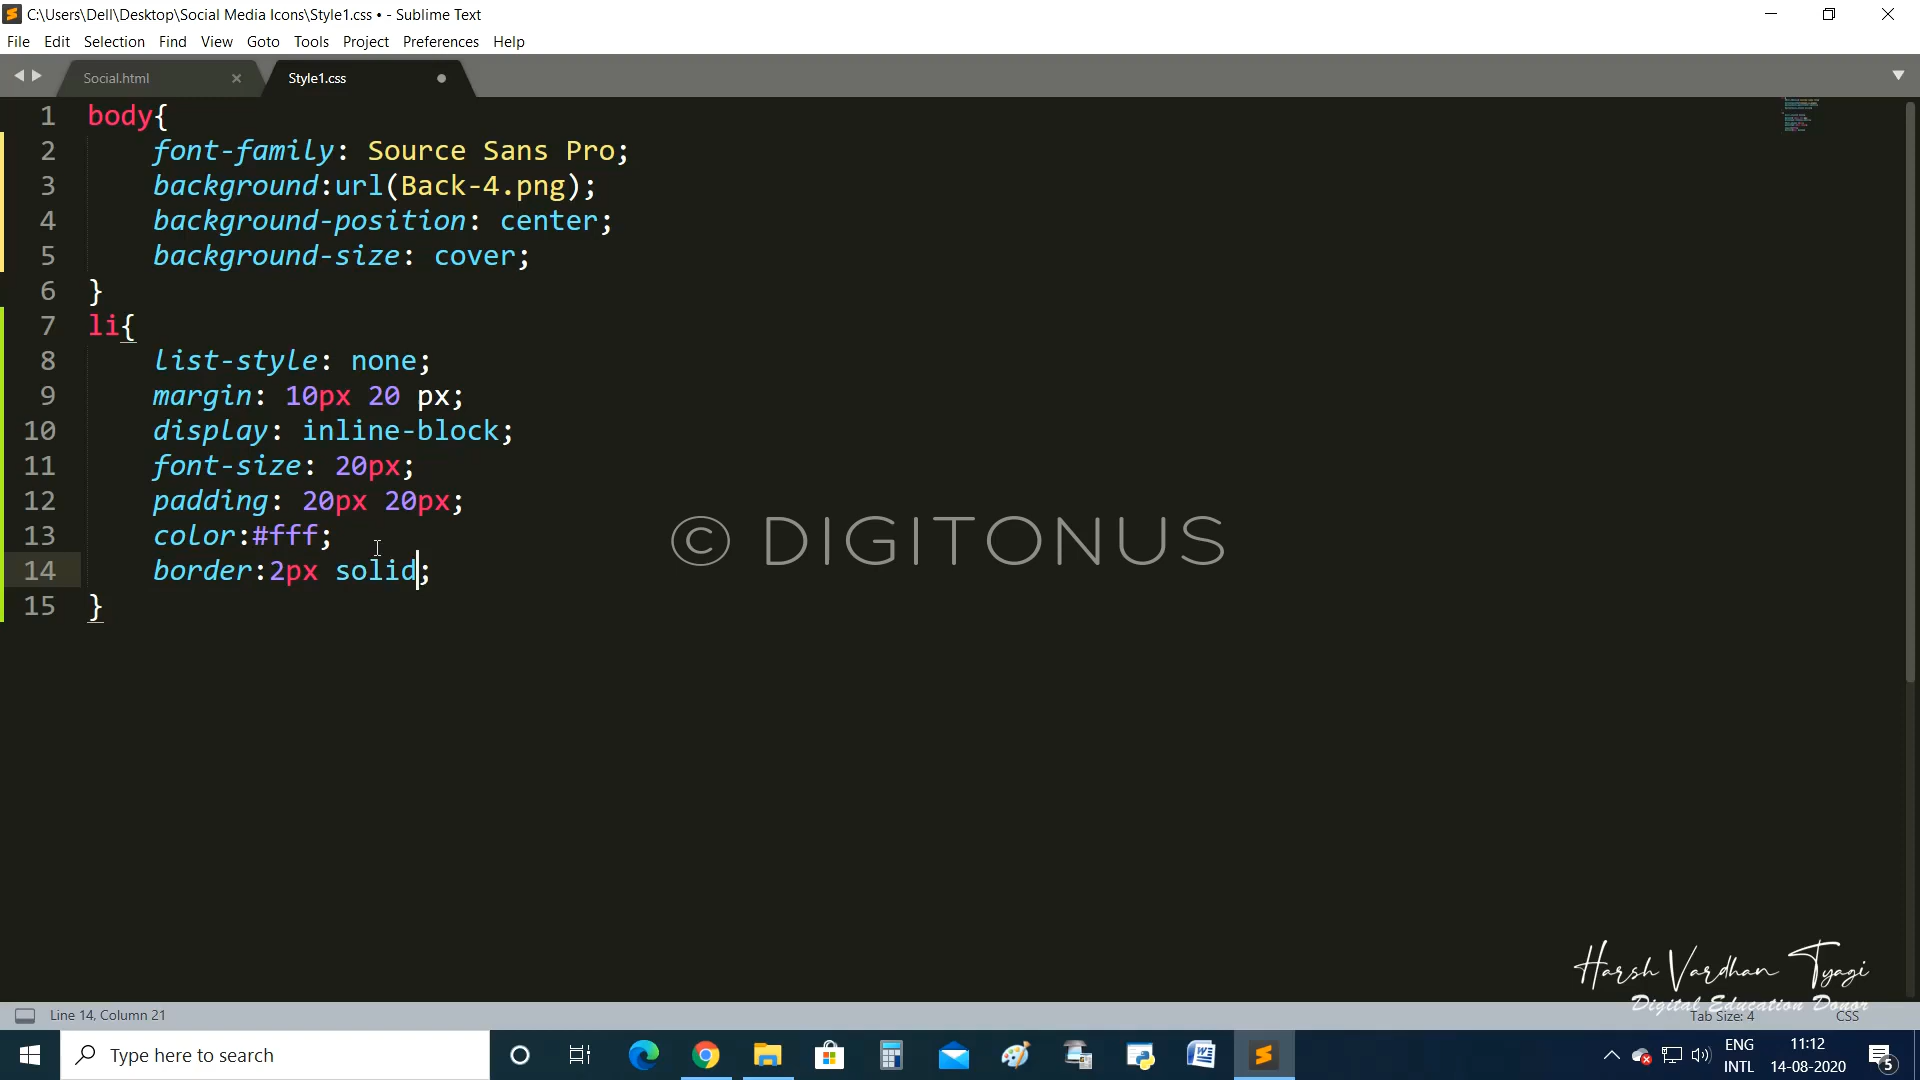 C:\Users\Dell\Desktop\Social Media Icons\Style1.css • - Sublime Text
File Edit Selection Find View Goto Tools Project Preferences Help
Social.html Style1.css
1 body{
2 font-family: Source Sans Pro;
3 background:url(Back-4.png);
4 background-position: center;
5 background-size: cover;
6 }
7 li{
8 list-style: none;
9 margin: 10px 20 px;
10 display: inline-block;
11 font-size: 20px;
12 padding: 20px 20px;
13 color:#fff;
14 border:2px solid;
15 }
© DIGITONUS
Harsh Vardhan Tyagi
Digital Education Donor
Line 14, Column 21 Tab Size: 4 CSS
Type here to search
ENG 11:12
INTL 14-08-2020 5